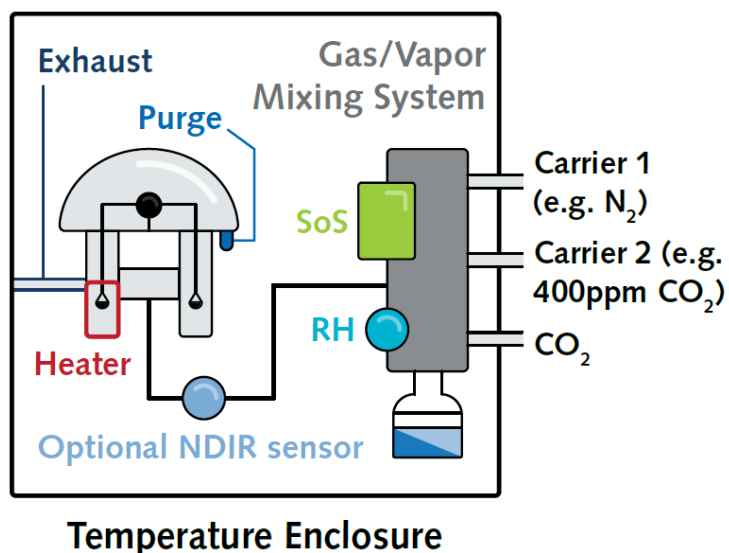 Exhaust
Gas/Vapor
Mixing System
Purge
SoS
Carrier 1
(e.g. N₂)
Carrier 2 (e.g.
400ppm CO₂)
RH
CO₂
Heater
Optional NDIR sensor
Temperature Enclosure